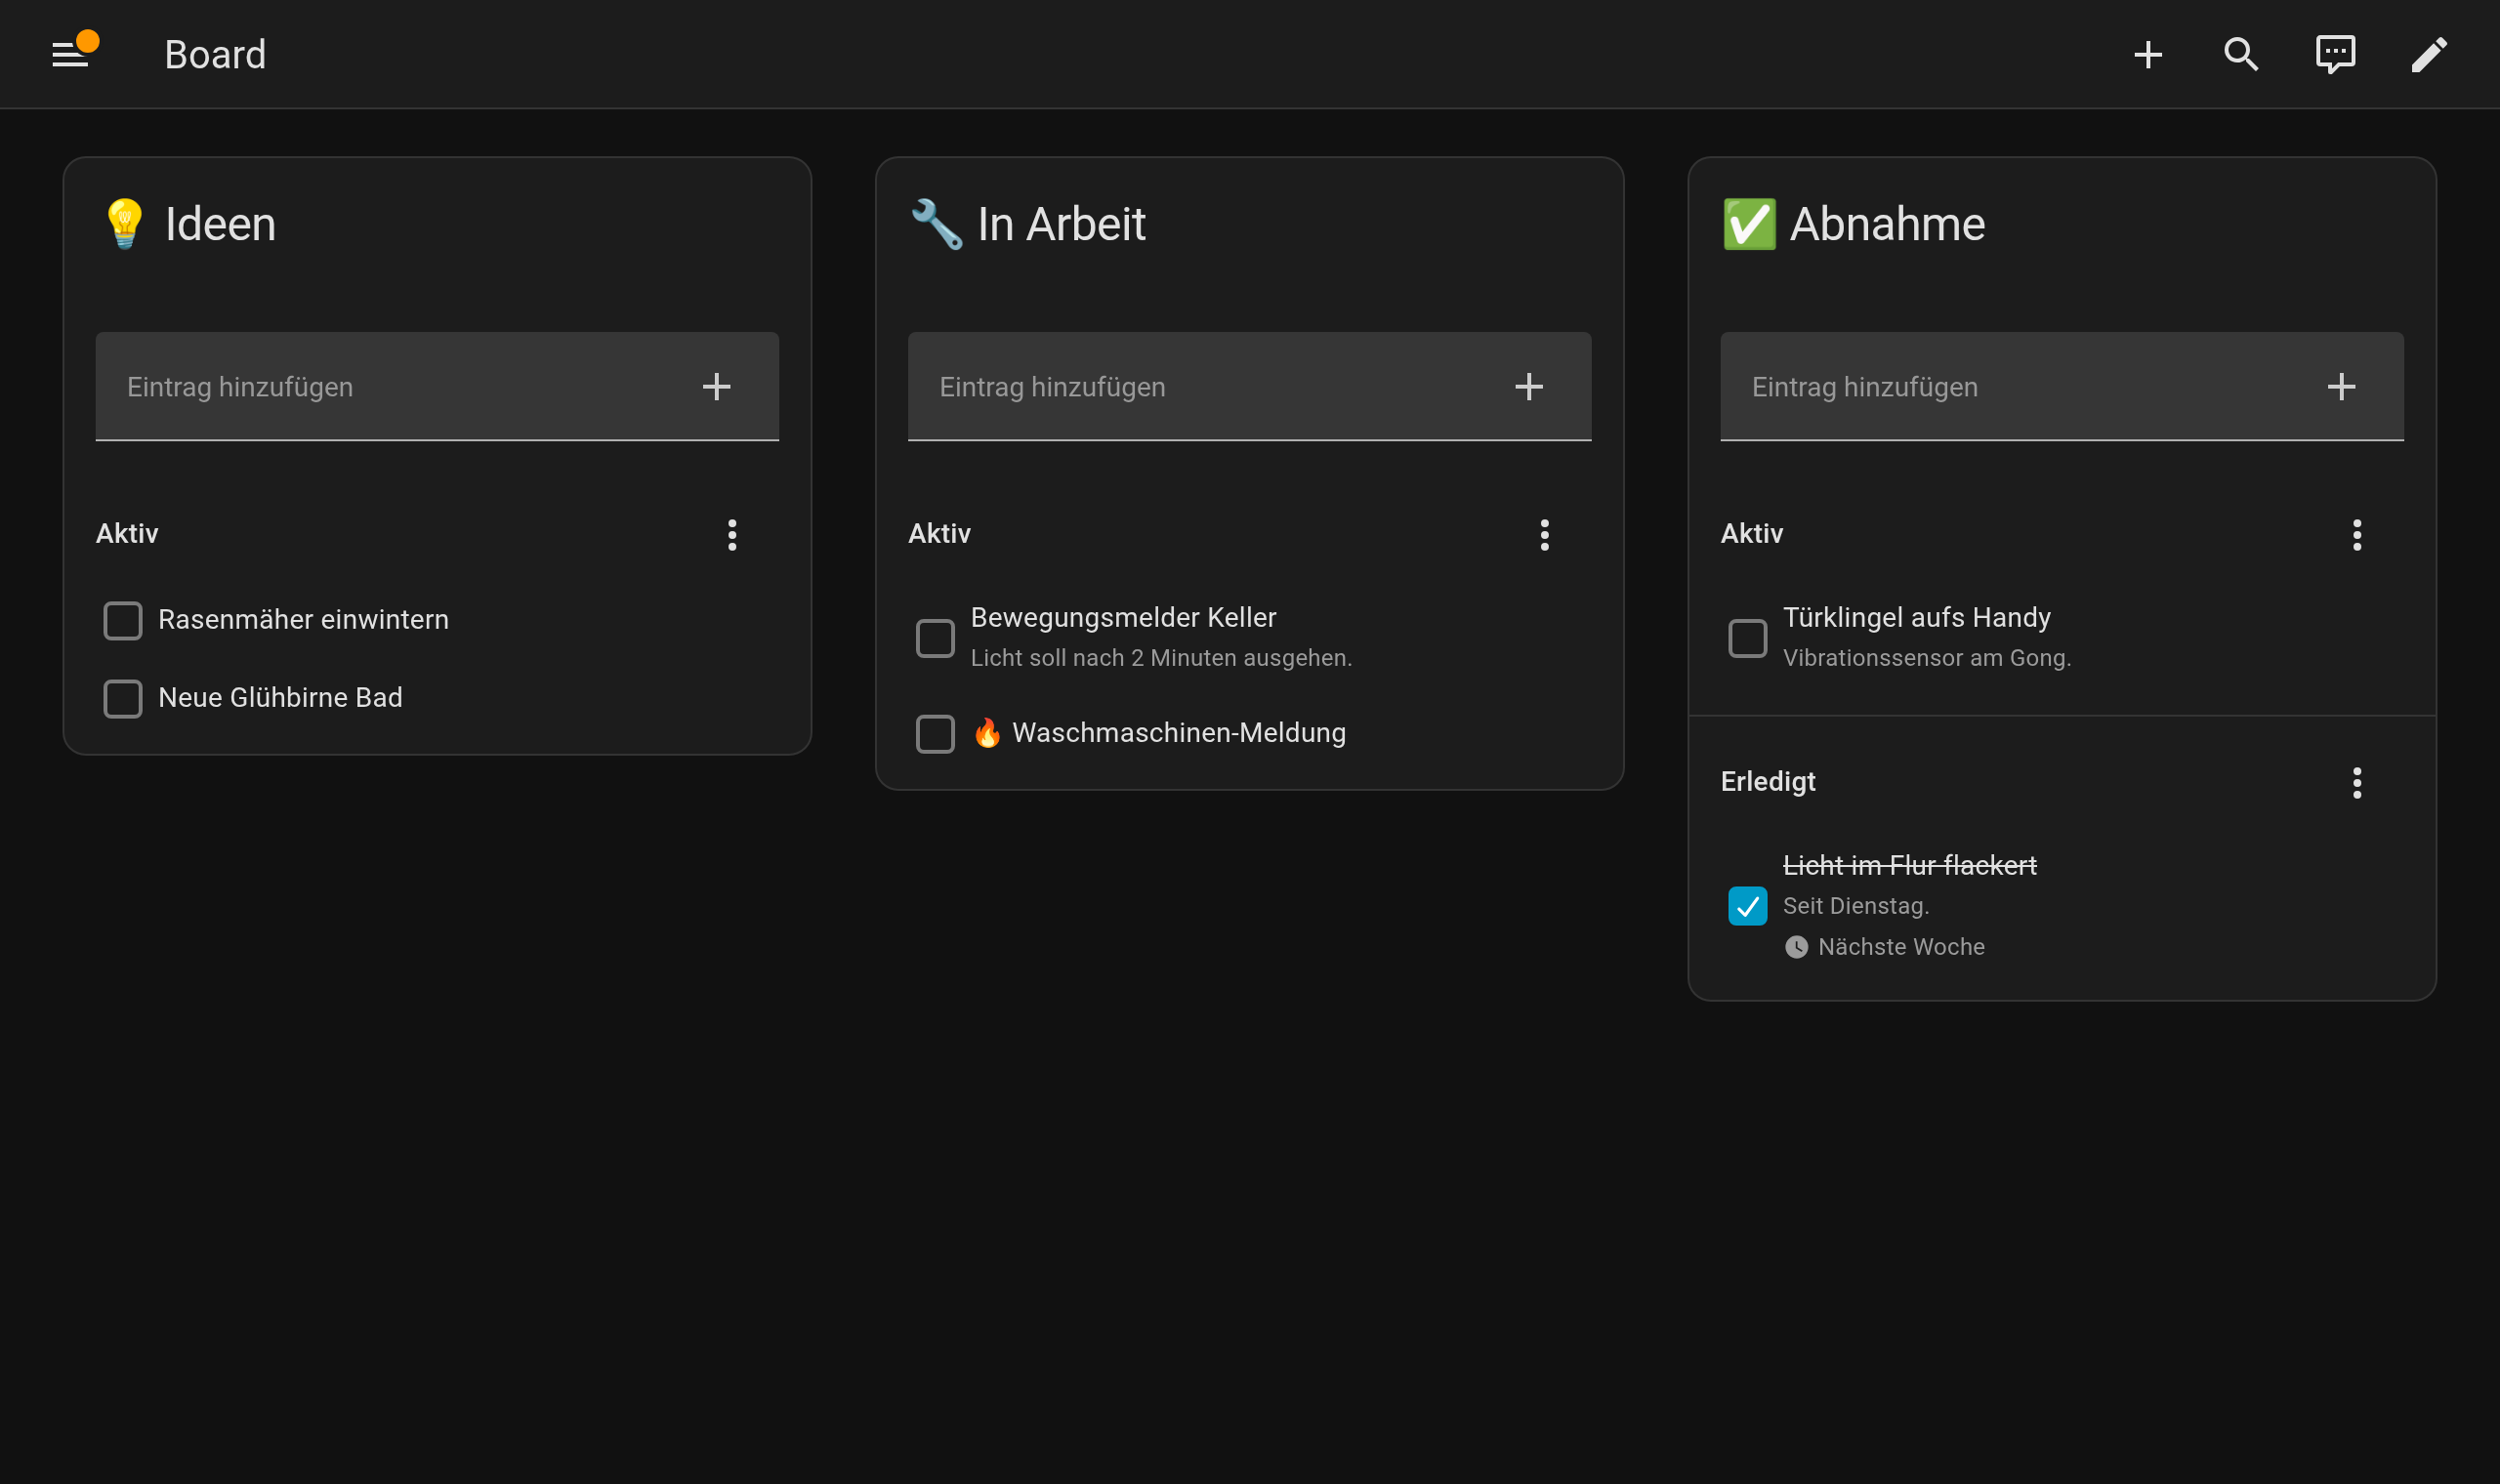 Board
💡 Ideen
Eintrag hinzufügen
Aktiv
Rasenmäher einwintern
Neue Glühbirne Bad
🔧 In Arbeit
Eintrag hinzufügen
Aktiv
Bewegungsmelder Keller
Licht soll nach 2 Minuten ausgehen.
🔥 Waschmaschinen-Meldung
✅ Abnahme
Eintrag hinzufügen
Aktiv
Türklingel aufs Handy
Vibrationssensor am Gong.
Erledigt
Licht im Flur flackert
Seit Dienstag.
Nächste Woche